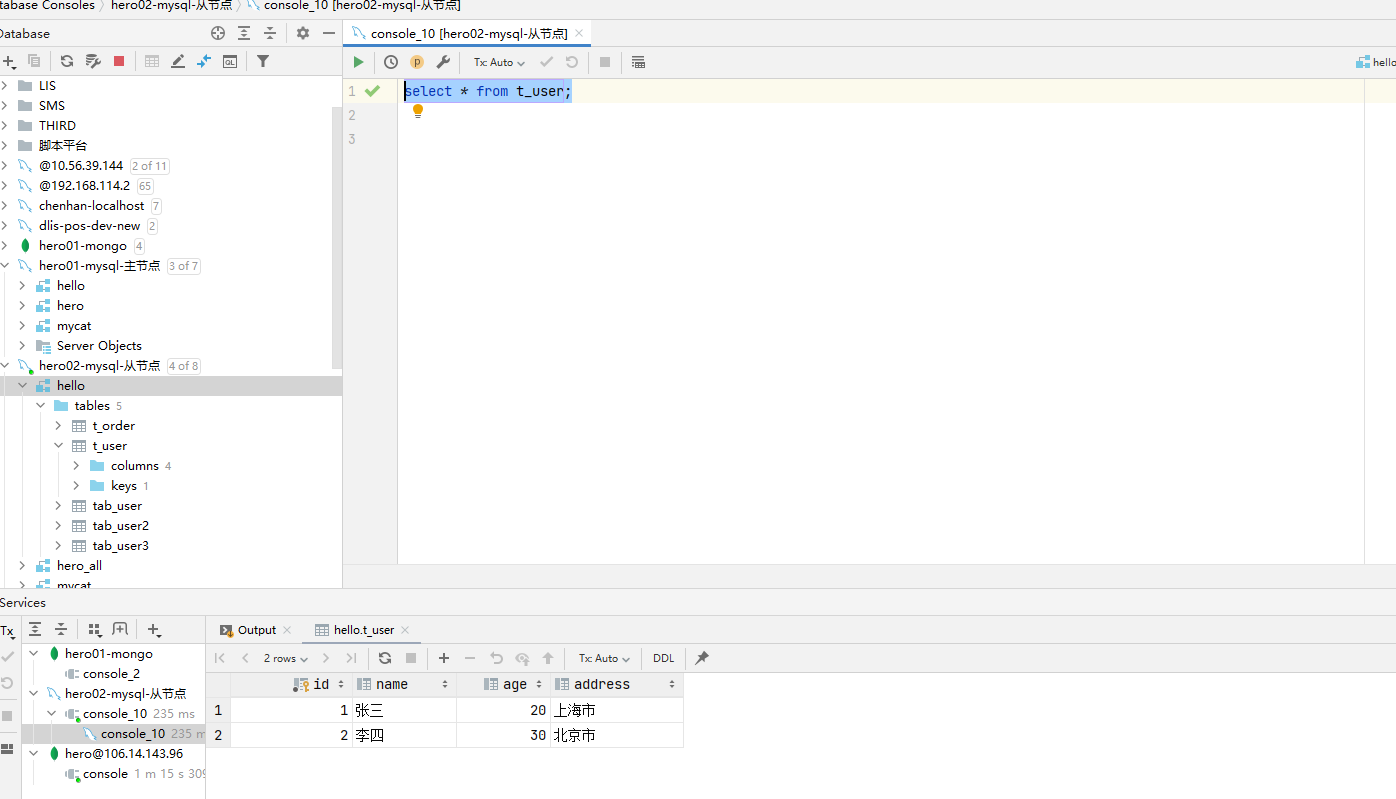 tabase Consoles hero02-mysql-从节点 console_10 [hero02-mysql-从节点]
Database
console_10 [hero02-mysql-从节点]
Tx: Auto
hello
LIS
SMS
THIRD
脚本平台
@10.56.39.144 2 of 11
@192.168.114.2 65
chenhan-localhost 7
dlis-pos-dev-new 2
hero01-mongo 4
hero01-mysql-主节点 3 of 7
hello
hero
mycat
Server Objects
hero02-mysql-从节点 4 of 8
hello
tables 5
t_order
t_user
columns 4
keys 1
tab_user
tab_user2
tab_user3
hero_all
mycat
1 select * from t_user;
2
3
Services
Tx
hero01-mongo
console_2
hero02-mysql-从节点
console_10 235 ms
console_10 235 m
hero@106.14.143.96
console 1 m 15 s 309
Output hello.t_user
2 rows Tx: Auto DDL
id name age address
1 1 张三 20 上海市
2 2 李四 30 北京市